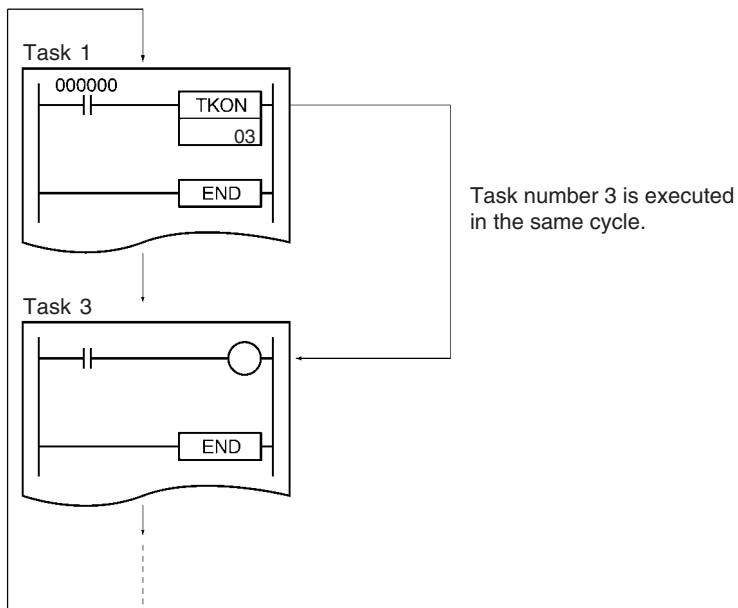 Task 1
000000
TKON
03
END
Task number 3 is executed
in the same cycle.
Task 3
END